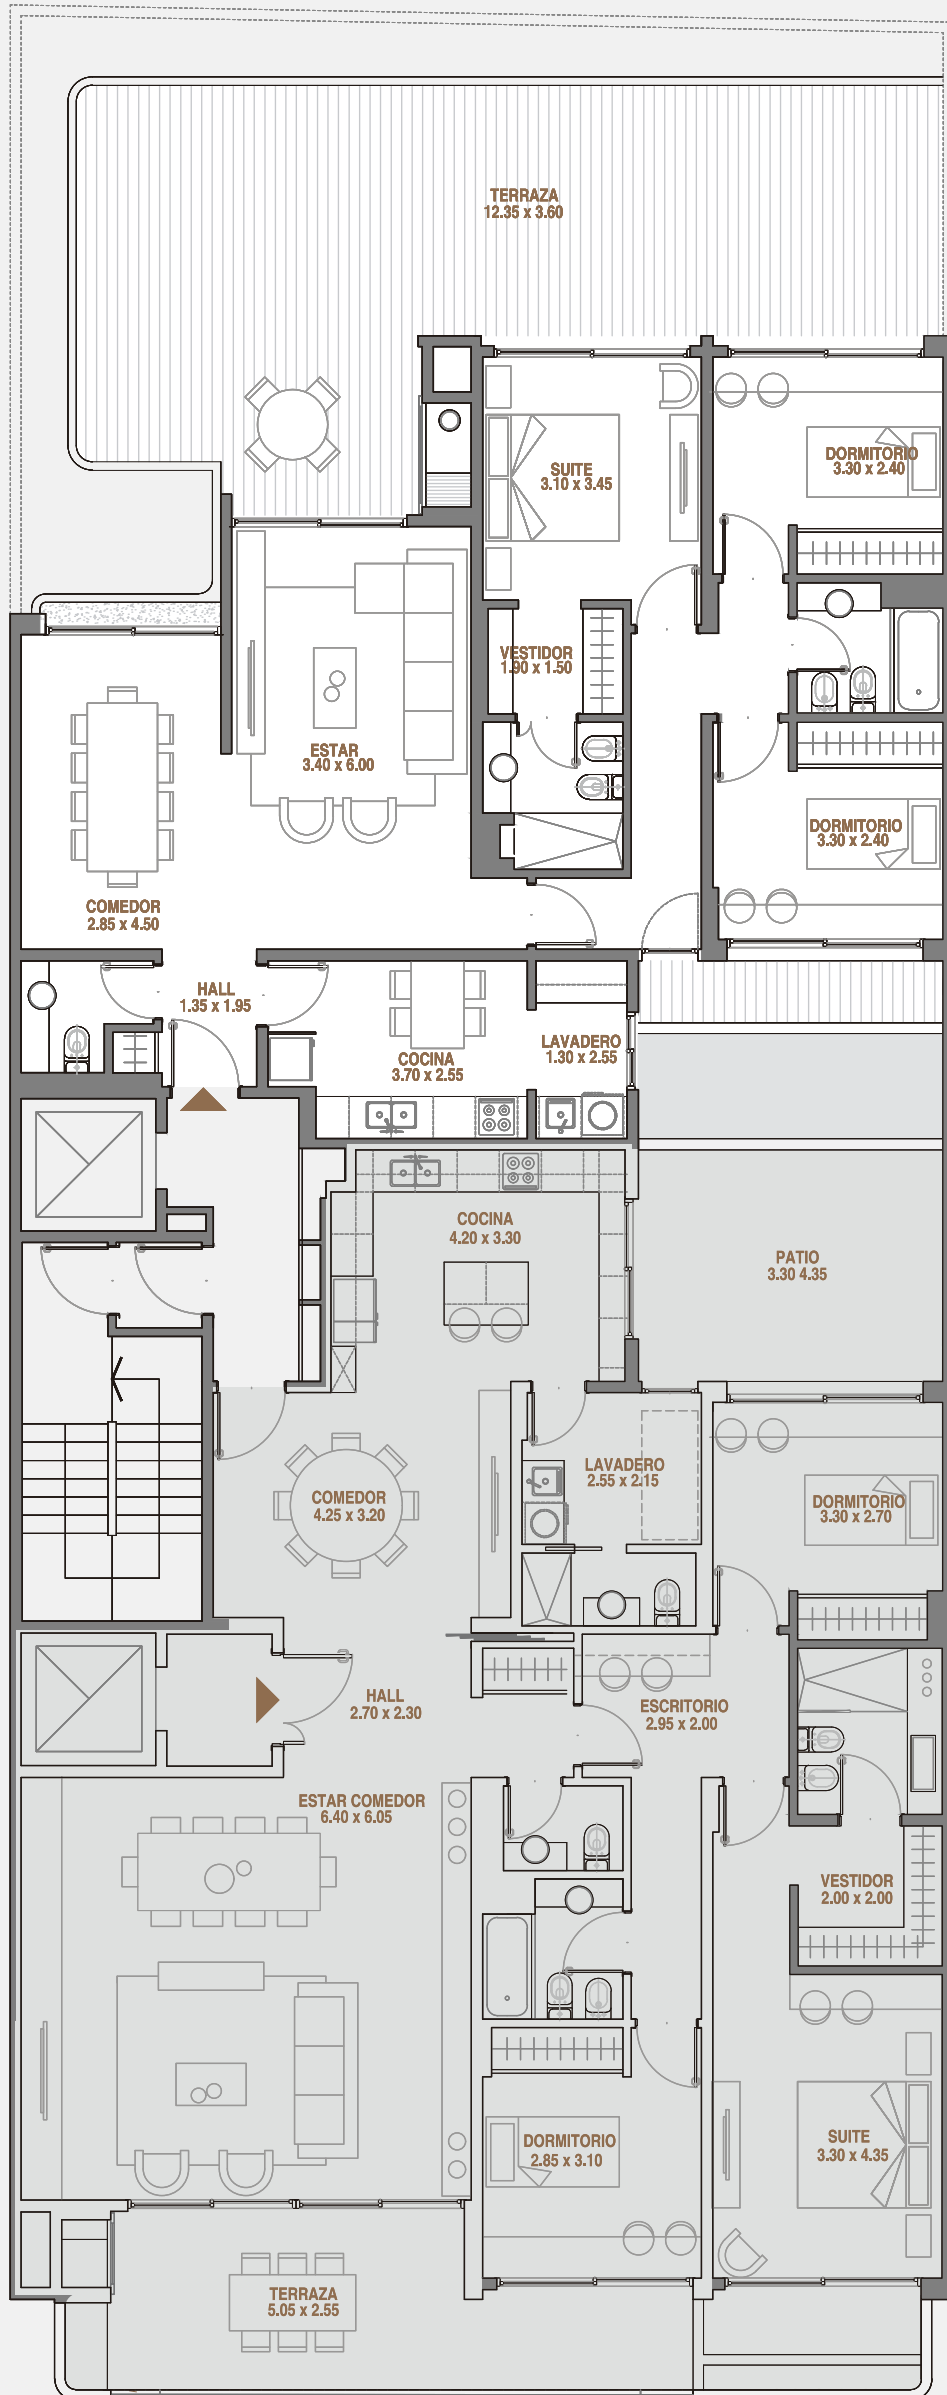 TERRAZA
12.35 x 3.60
SUITE
3.10 x 3.45
DORMITORIO
3.30 x 2.40
VESTIDOR
1.90 x 1.50
ESTAR
3.40 x 6.00
DORMITORIO
3.30 x 2.40
COMEDOR
2.85 x 4.50
HALL
1.35 x 1.95
COCINA
3.70 x 2.55
LAVADERO
1.30 x 2.55
COCINA
4.20 x 3.30
PATIO
3.30 4.35
LAVADERO
2.55 x 2.15
COMEDOR
4.25 x 3.20
DORMITORIO
3.30 x 2.70
HALL
2.70 x 2.30
ESCRITORIO
2.95 x 2.00
ESTAR COMEDOR
6.40 x 6.05
VESTIDOR
2.00 x 2.00
DORMITORIO
2.85 x 3.10
SUITE
3.30 x 4.35
TERRAZA
5.05 x 2.55